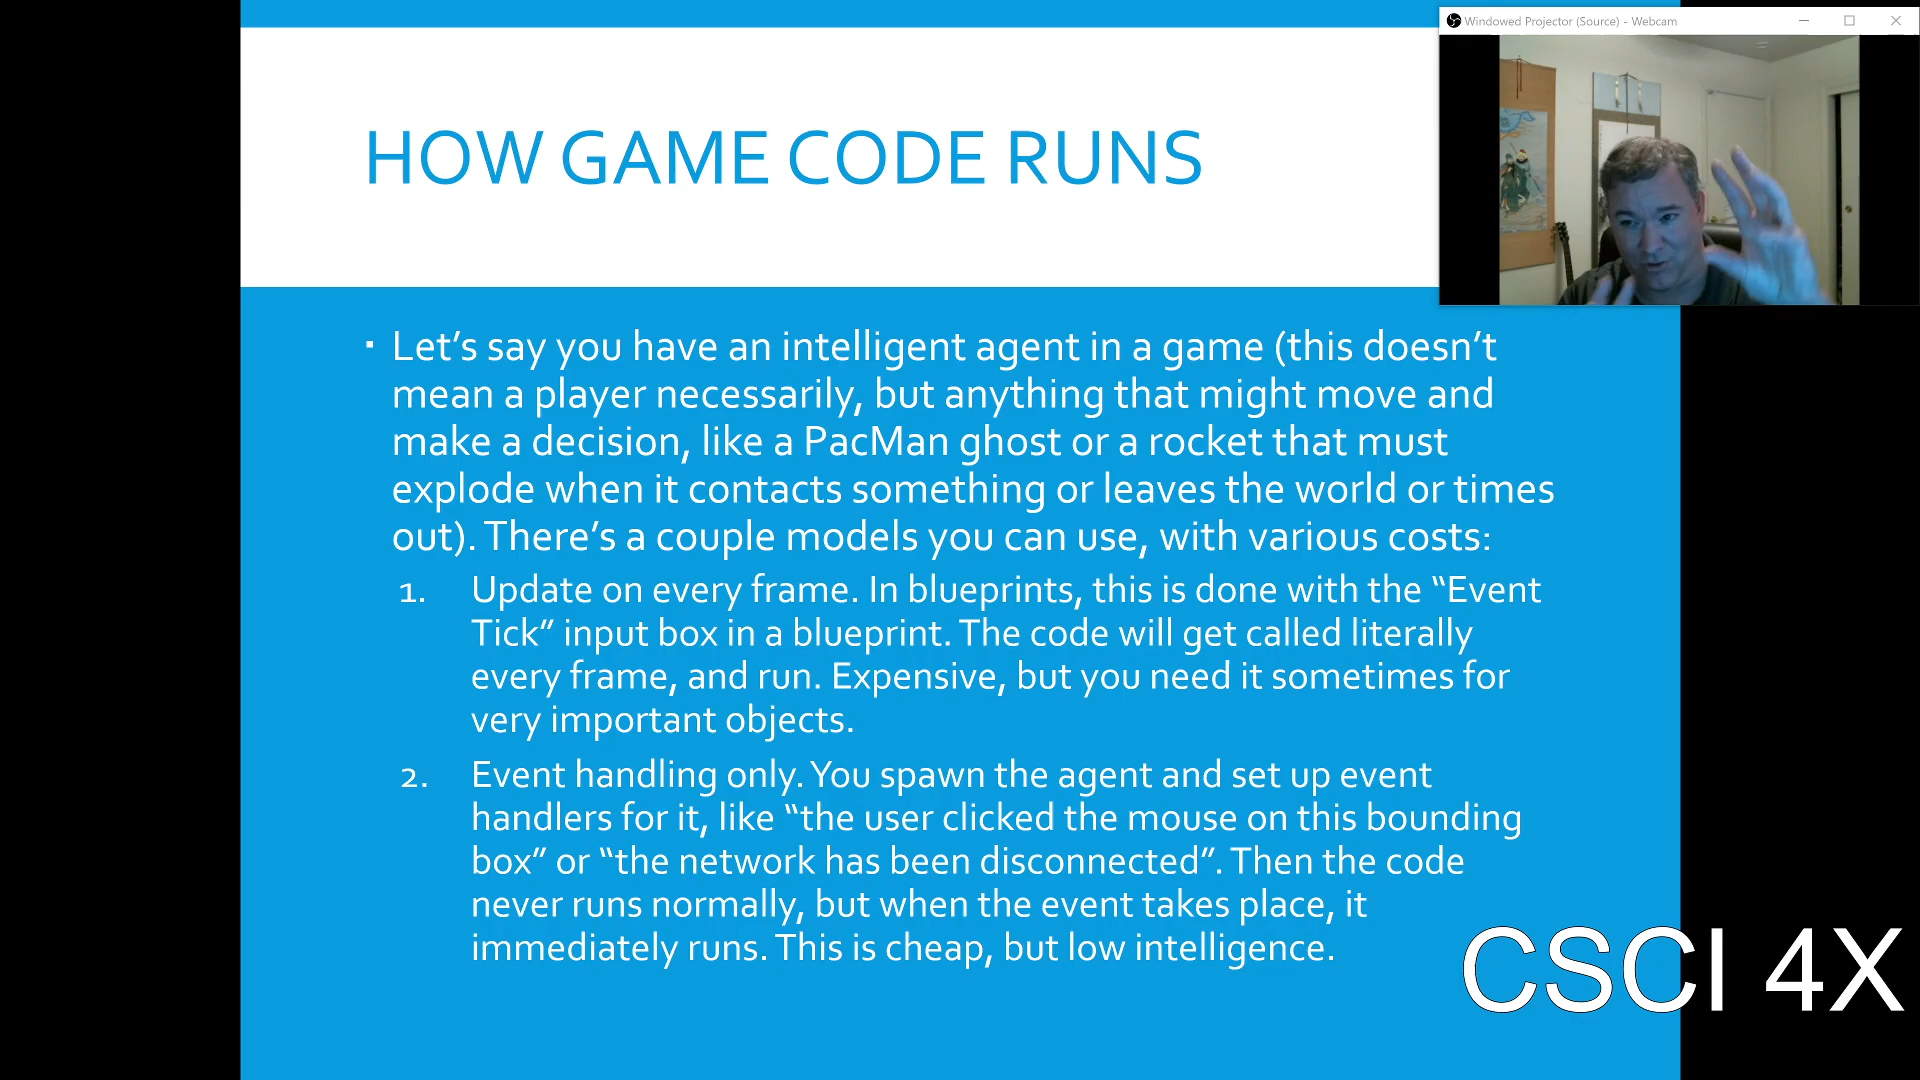 Windowed Projector (Source) - Webcam
HOW GAME CODE RUNS
▪ Let’s say you have an intelligent agent in a game (this doesn’t
mean a player necessarily, but anything that might move and
make a decision, like a PacMan ghost or a rocket that must
explode when it contacts something or leaves the world or times
out). There’s a couple models you can use, with various costs:
1. Update on every frame. In blueprints, this is done with the “Event
Tick” input box in a blueprint. The code will get called literally
every frame, and run. Expensive, but you need it sometimes for
very important objects.
2. Event handling only. You spawn the agent and set up event
handlers for it, like “the user clicked the mouse on this bounding
box” or “the network has been disconnected”. Then the code
never runs normally, but when the event takes place, it
immediately runs. This is cheap, but low intelligence.
CSCI 4X